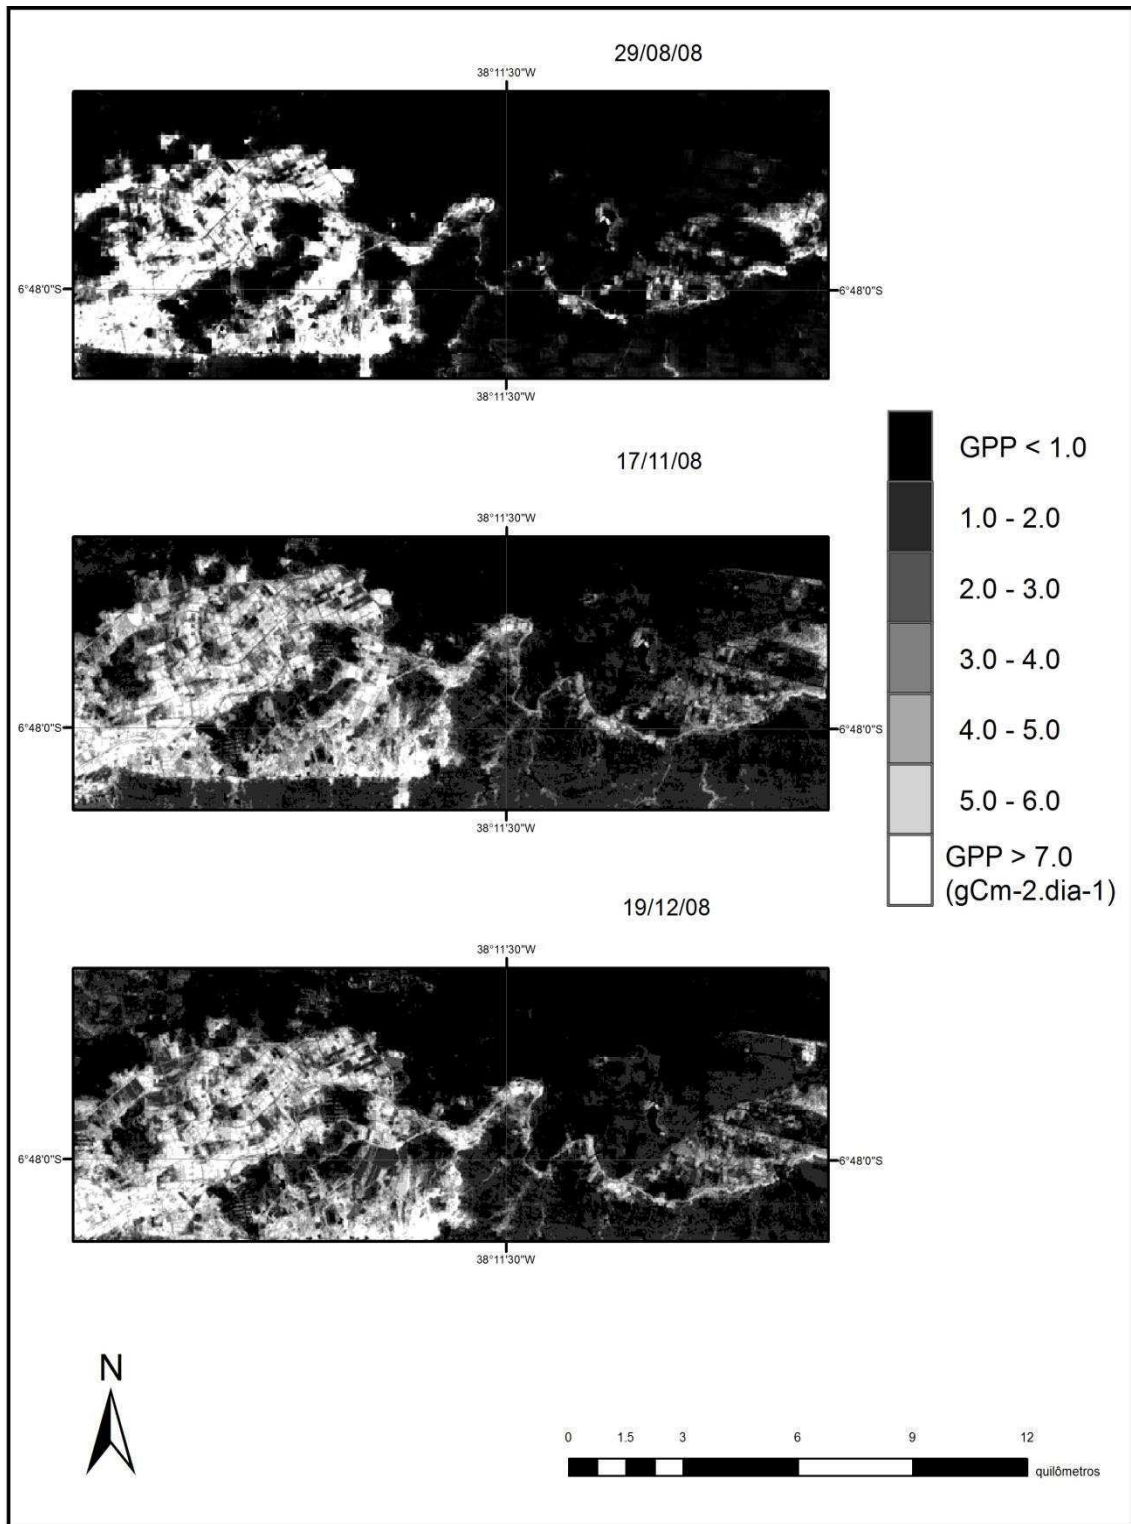 29/08/08
38°11'30"W
6°48'0"S
6°48'0"S
38°11'30"W
17/11/08
38°11'30"W
6°48'0"S
6°48'0"S
38°11'30"W
19/12/08
38°11'30"W
6°48'0"S
6°48'0"S
38°11'30"W
GPP < 1.0
1.0 - 2.0
2.0 - 3.0
3.0 - 4.0
4.0 - 5.0
5.0 - 6.0
GPP > 7.0
(gCm-2.dia-1)
N
0 1.5 3 6 9 12
quilômetros